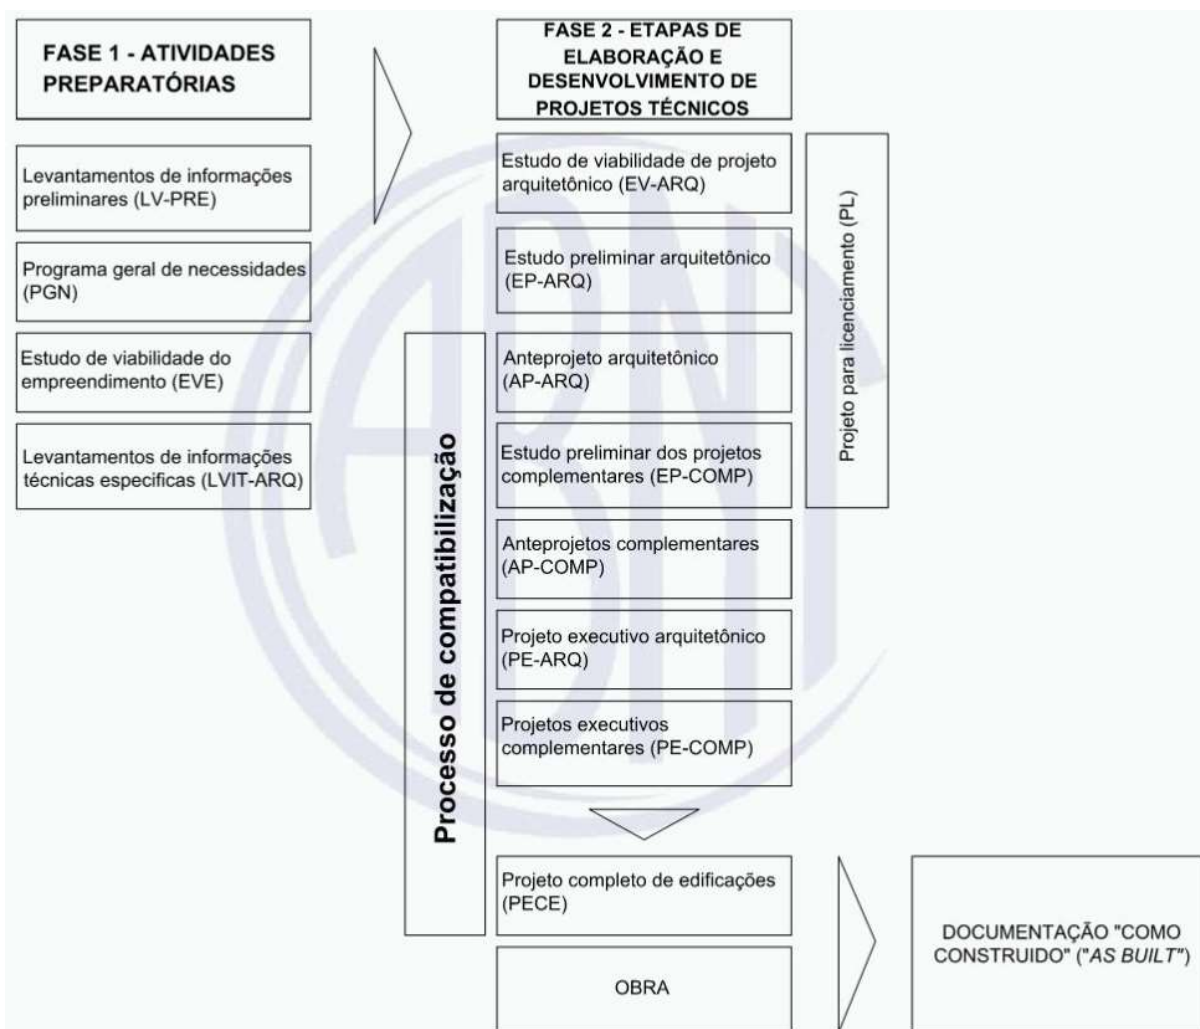 FASE 1 - ATIVIDADES
PREPARATÓRIAS
Levantamentos de informações
preliminares (LV-PRE)
Programa geral de necessidades
(PGN)
Estudo de viabilidade do
empreendimento (EVE)
Levantamentos de informações
técnicas especificas (LVIT-ARQ)
FASE 2 - ETAPAS DE
ELABORAÇÃO E
DESENVOLVIMENTO DE
PROJETOS TÉCNICOS
Estudo de viabilidade de projeto
arquitetônico (EV-ARQ)
Estudo preliminar arquitetônico
(EP-ARQ)
Anteprojeto arquitetônico
(AP-ARQ)
Estudo preliminar dos projetos
complementares (EP-COMP)
Anteprojetos complementares
(AP-COMP)
Projeto executivo arquitetônico
(PE-ARQ)
Projetos executivos
complementares (PE-COMP)
Projeto completo de edificações
(PECE)
OBRA
Processo de compatibilização
Projeto para licenciamento (PL)
DOCUMENTAÇÃO "COMO
CONSTRUIDO" ("AS BUILT")
ABNT